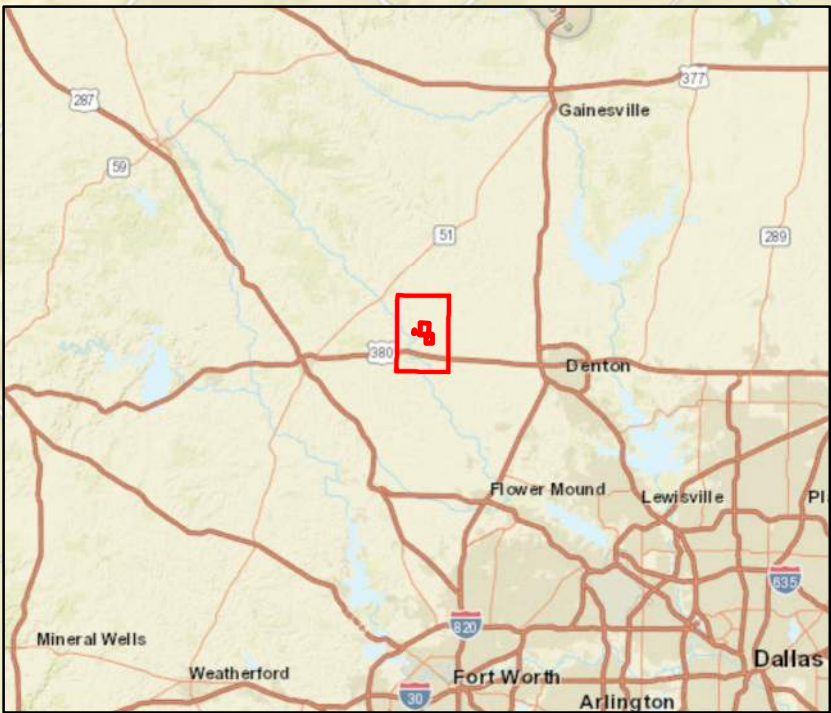 377
Gainesville
287
59
51
289
380
Denton
Flower Mound
Lewisville
Pl
635
820
Mineral Wells
Dallas
Weatherford
Fort Worth
30
Arlington